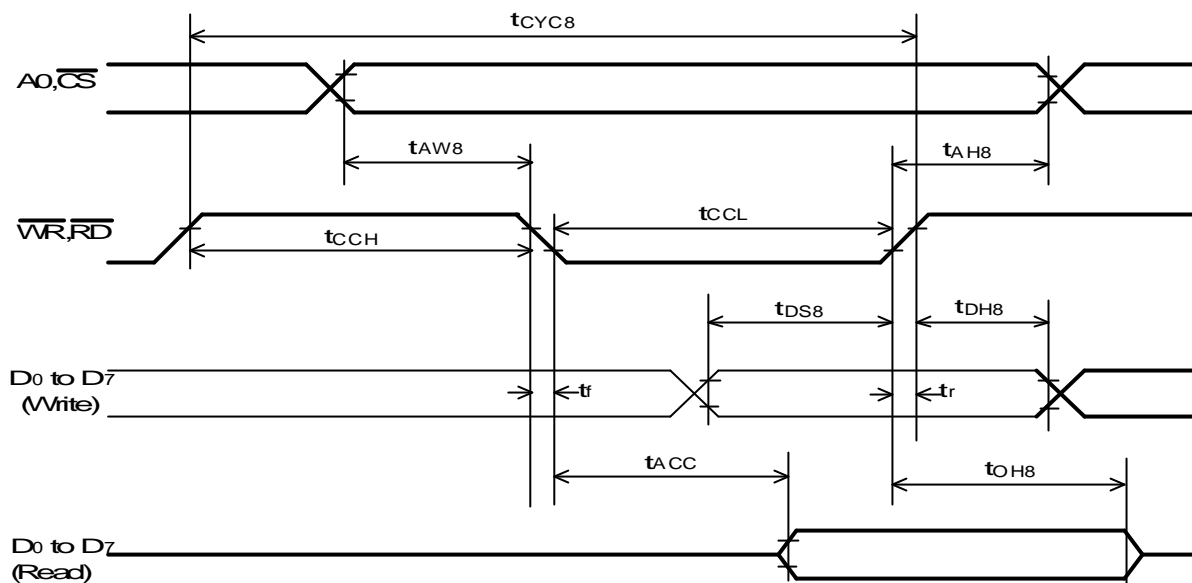 tCYC8
A0,CS
tAW8
tAH8
WR,RD
tCCL
tCCH
tDS8
tDH8
D0 to D7
(Write)
tf
tr
tACC
tOH8
D0 to D7
(Read)